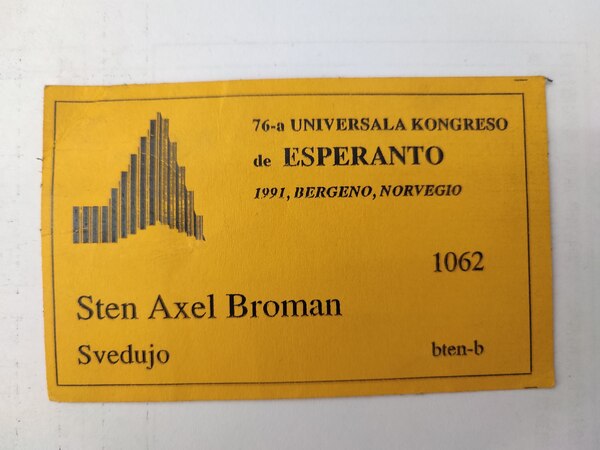 76-a UNIVERSALA KONGRESO
de ESPERANTO
1991, BERGENO, NORVEGIO
1062
Sten Axel Broman
Svedujo
bten-b